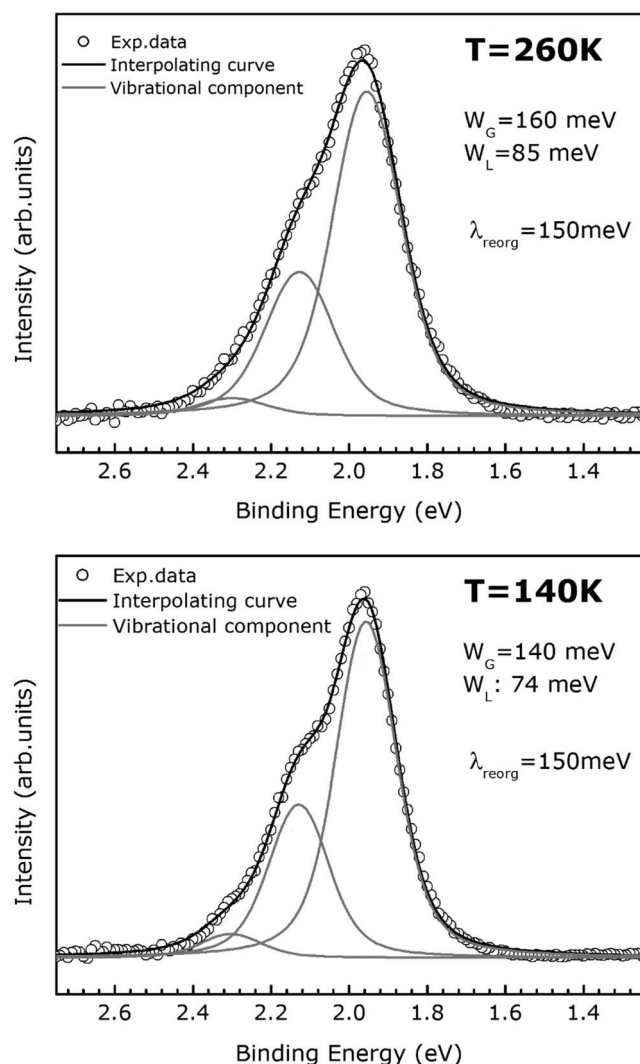 Exp.data
Interpolating curve
Vibrational component
T=260K
W_G=160 meV
W_L=85 meV
λ_reorg=150meV
Intensity (arb.units)
2.6 2.4 2.2 2.0 1.8 1.6 1.4
Binding Energy (eV)
Exp.data
Interpolating curve
Vibrational component
T=140K
W_G=140 meV
W_L: 74 meV
λ_reorg=150meV
Intensity (arb.units)
2.6 2.4 2.2 2.0 1.8 1.6 1.4
Binding Energy (eV)